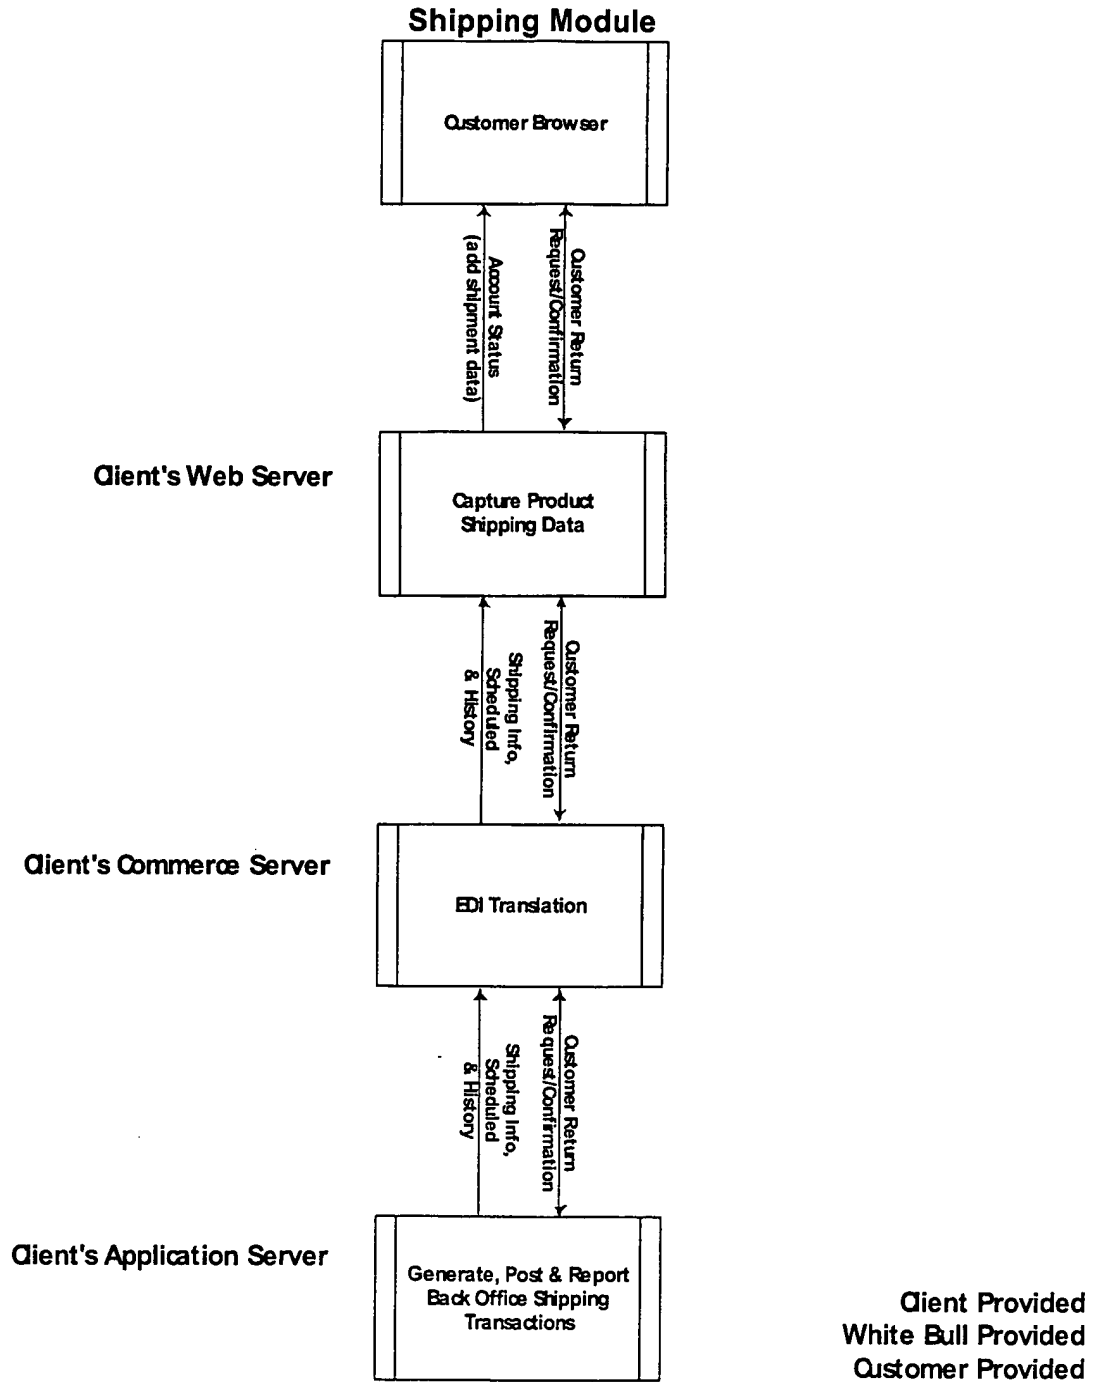 Shipping Module
Customer Browser
Account Status
(add shipment data)
Customer Return
Request/Confirmation
Client's Web Server
Capture Product
Shipping Data
Shipping Info,
Scheduled
& History
Customer Return
Request/Confirmation
Client's Commerce Server
EDI Translation
Shipping Info,
Scheduled
& History
Customer Return
Request/Confirmation
Client's Application Server
Generate, Post & Report
Back Office Shipping
Transactions
Client Provided
White Bull Provided
Customer Provided